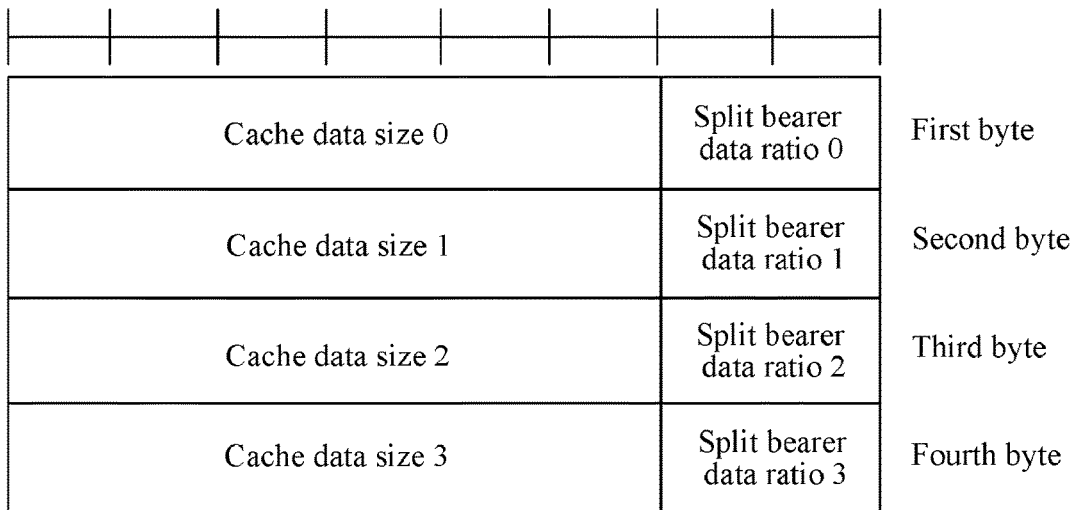 Cache data size 0
Split bearer
data ratio 0
First byte
Cache data size 1
Split bearer
data ratio 1
Second byte
Cache data size 2
Split bearer
data ratio 2
Third byte
Cache data size 3
Split bearer
data ratio 3
Fourth byte